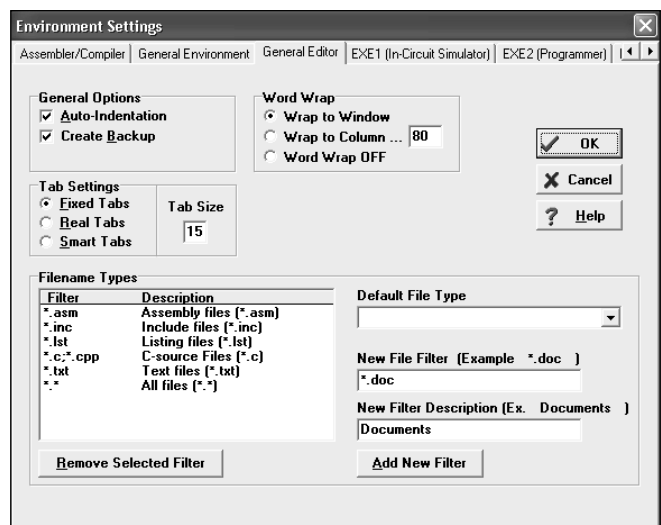 Environment Settings
Assembler/Compiler General Environment General Editor EXE1 (In-Circuit Simulator) EXE2 (Programmer)
General Options
Auto-Indentation
Create Backup
Word Wrap
Wrap to Window
Wrap to Column ... 80
Word Wrap OFF
OK
Cancel
Help
Tab Settings
Fixed Tabs
Real Tabs
Smart Tabs
Tab Size
15
Filename Types
Filter Description
*.asm Assembly files (*.asm)
*.inc Include files (*.inc)
*.lst Listing files (*.lst)
*.c;*.cpp C-source Files (*.c)
*.txt Text files (*.txt)
*.* All files (*.*)
Remove Selected Filter
Default File Type
New File Filter (Example *.doc )
*.doc
New Filter Description (Ex. Documents )
Documents
Add New Filter